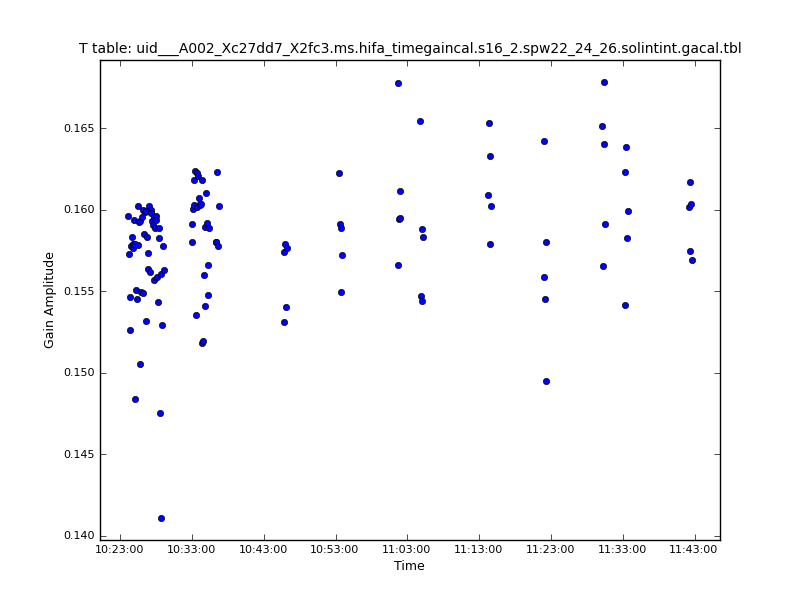 T table: uid___A002_Xc27dd7_X2fc3.ms.hifa_timegaincal.s16_2.spw22_24_26.solintint.gacal.tbl
Gain Amplitude
0.165
0.160
0.155
0.150
0.145
0.140
10:23:00 10:33:00 10:43:00 10:53:00 11:03:00 11:13:00 11:23:00 11:33:00 11:43:00
Time